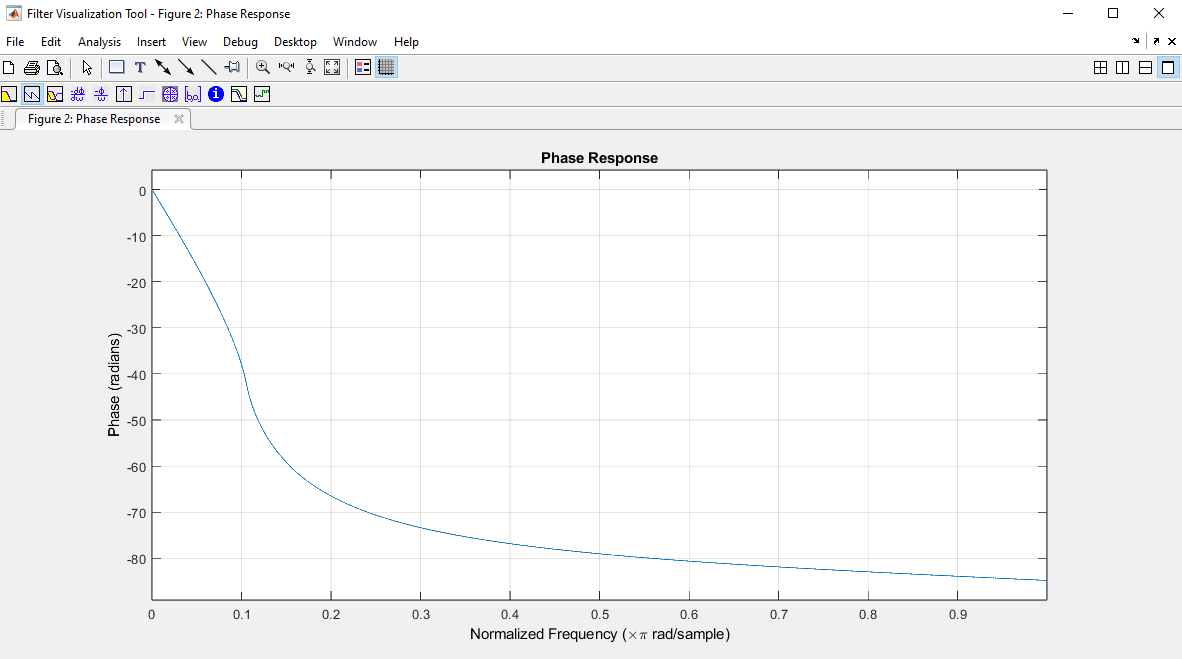 Filter Visualization Tool - Figure 2: Phase Response
File Edit Analysis Insert View Debug Desktop Window Help
Figure 2: Phase Response
Phase Response
0
-10
-20
-30
-40
-50
-60
-70
-80
Phase (radians)
0 0.1 0.2 0.3 0.4 0.5 0.6 0.7 0.8 0.9
Normalized Frequency (×π rad/sample)